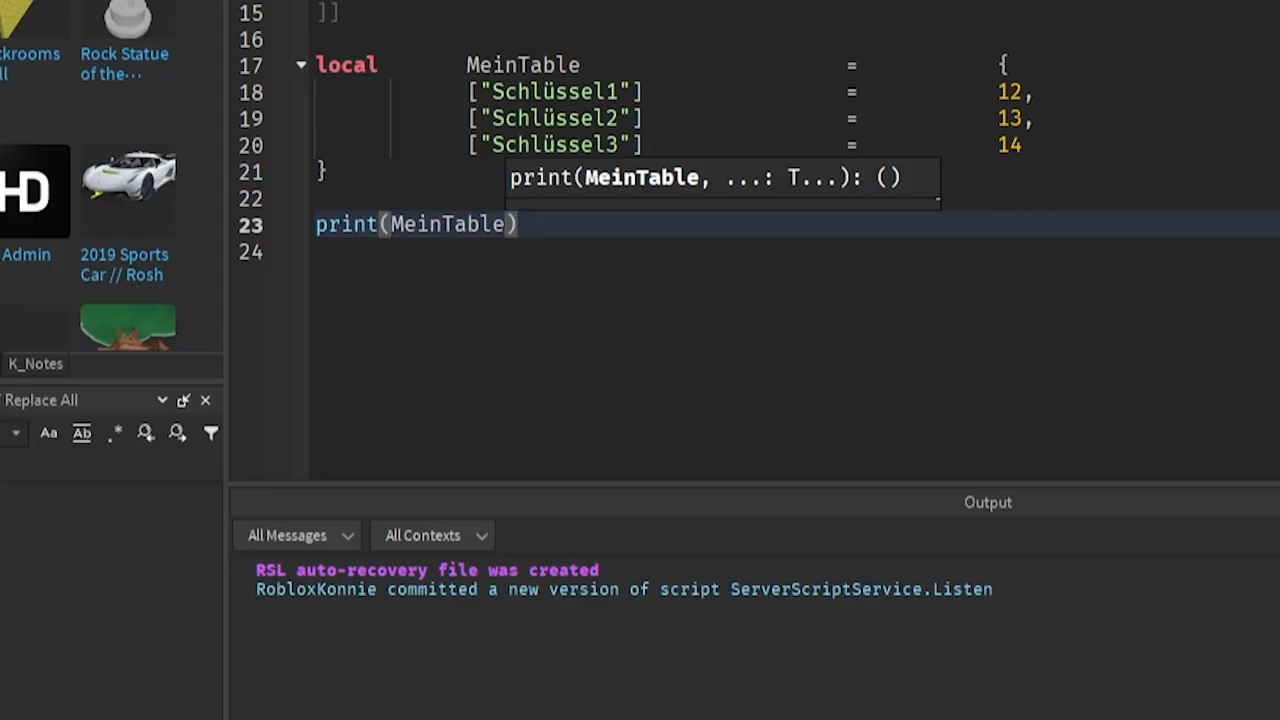 ckrooms
ll
Rock Statue
of the...
HD
Admin
2019 Sports
Car // Rosh
K_Notes
Replace All
Aa
Ab
.*
15 ]]
16
17 local MeinTable = {
18 ["Schlüssel1"] = 12,
19 ["Schlüssel2"] = 13,
20 ["Schlüssel3"] = 14
21 }
print(MeinTable, ...: T...): ()
22
23 print(MeinTable)
24
Output
All Messages
All Contexts
RSL auto-recovery file was created
RobloxKonnie committed a new version of script ServerScriptService.Listen